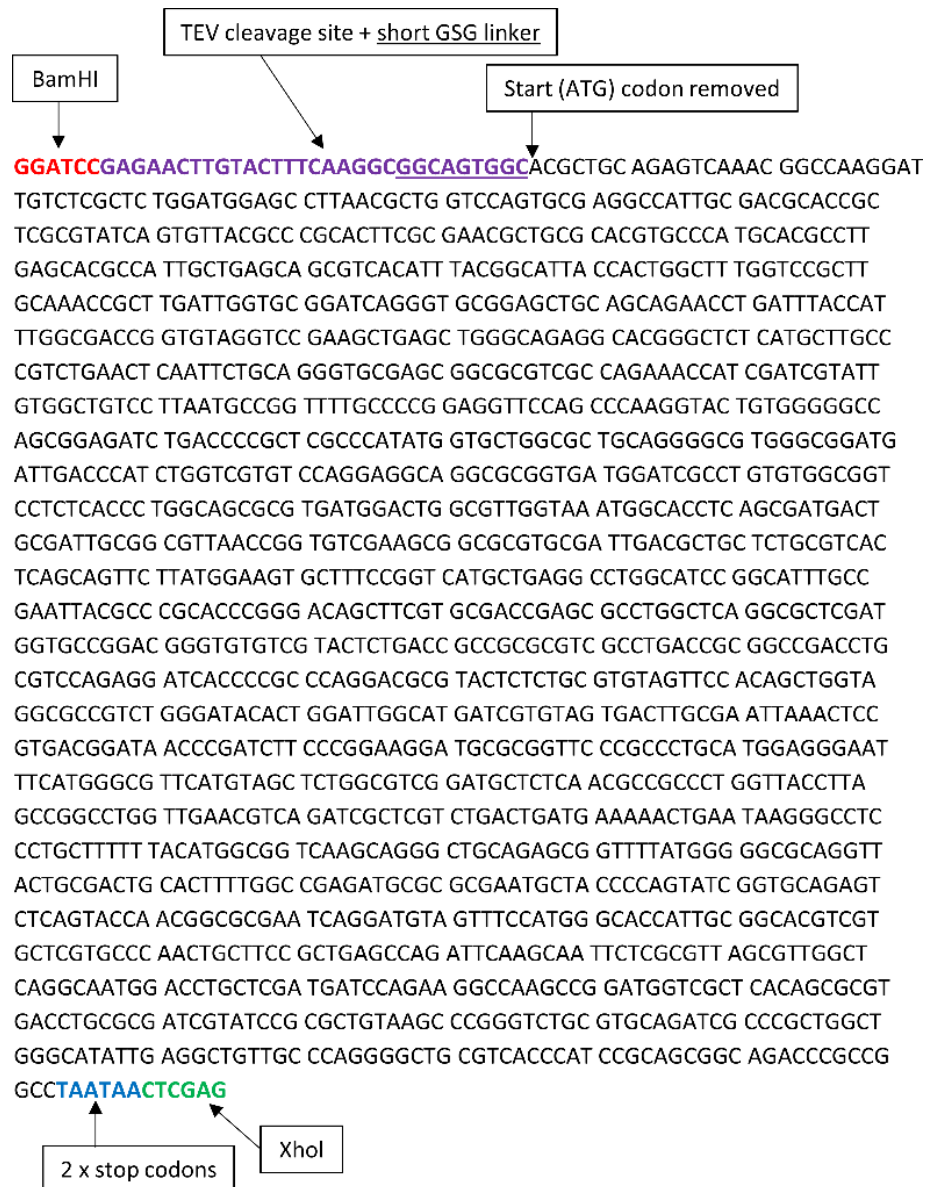 TEV cleavage site + short GSG linker
BamHI
Start (ATG) codon removed
GGATCCGAGAACTTGTACTTTCAAGGCGGCAGTGGCACGCTGC AGAGTCAAAC GGCCAAGGAT
TGTCTCGCTC TGGATGGAGC CTTAACGCTG GTCCAGTGCG AGGCCATTGC GACGCACCGC
TCGCGTATCA GTGTTACGCC CGCACTTCGC GAACGCTGCG CACGTGCCCA TGCACGCCTT
GAGCACGCCA TTGCTGAGCA GCGTCACATT TACGGCATTA CCACTGGCTT TGGTCCGCTT
GCAAACCGCT TGATTGGTGC GGATCAGGGT GCGGAGCTGC AGCAGAACCT GATTTACCAT
TTGGCGACCG GTGTAGGTCC GAAGCTGAGC TGGGCAGAGG CACGGGCTCT CATGCTTGCC
CGTCTGAACT CAATTCTGCA GGGTGCGAGC GGCGCGTCGC CAGAAACCAT CGATCGTATT
GTGGCTGTCC TTAATGCCGG TTTTGCCCCG GAGGTTCCAG CCCAAGGTAC TGTGGGGGCC
AGCGGAGATC TGACCCCGCT CGCCCATATG GTGCTGGCGC TGCAGGGGCG TGGGCGGATG
ATTGACCCAT CTGGTCGTGT CCAGGAGGCA GGCGCGGTGA TGGATCGCCT GTGTGGCGGT
CCTCTCACCC TGGCAGCGCG TGATGGACTG GCGTTGGTAA ATGGCACCTC AGCGATGACT
GCGATTGCGG CGTTAACCGG TGTCGAAGCG GCGCGTGCGA TTGACGCTGC TCTGCGTCAC
TCAGCAGTTC TTATGGAAGT GCTTTCCGGT CATGCTGAGG CCTGGCATCC GGCATTTGCC
GAATTACGCC CGCACCCGGG ACAGCTTCGT GCGACCGAGC GCCTGGCTCA GGCGCTCGAT
GGTGCCGGAC GGGTGTGTCG TACTCTGACC GCCGCGCGTC GCCTGACCGC GGCCGACCTG
CGTCCAGAGG ATCACCCCGC CCAGGACGCG TACTCTCTGC GTGTAGTTCC ACAGCTGGTA
GGCGCCGTCT GGGATACACT GGATTGGCAT GATCGTGTAG TGACTTGCGA ATTAAACTCC
GTGACGGATA ACCCGATCTT CCCGGAAGGA TGCGCGGTTC CCGCCCTGCA TGGAGGGAAT
TTCATGGGCG TTCATGTAGC TCTGGCGTCG GATGCTCTCA ACGCCGCCCT GGTTACCTTA
GCCGGCCTGG TTGAACGTCA GATCGCTCGT CTGACTGATG AAAAACTGAA TAAGGGCCTC
CCTGCTTTTT TACATGGCGG TCAAGCAGGG CTGCAGAGCG GTTTTATGGG GGCGCAGGTT
ACTGCGACTG CACTTTTGGC CGAGATGCGC GCGAATGCTA CCCCAGTATC GGTGCAGAGT
CTCAGTACCA ACGGCGCGAA TCAGGATGTA GTTTCCATGG GCACCATTGC GGCACGTCGT
GCTCGTGCCC AACTGCTTCC GCTGAGCCAG ATTCAAGCAA TTCTCGCGTT AGCGTTGGCT
CAGGCAATGG ACCTGCTCGA TGATCCAGAA GGCCAAGCCG GATGGTCGCT CACAGCGCGT
GACCTGCGCG ATCGTATCCG CGCTGTAAGC CCGGGTCTGC GTGCAGATCG CCCGCTGGCT
GGGCATATTG AGGCTGTTGC CCAGGGGCTG CGTCACCCAT CCGCAGCGGC AGACCCGCCG
GCCTAATAACTCGAG
XhoI
2 x stop codons